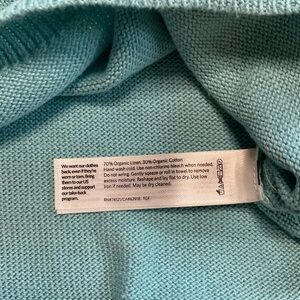 We want our clothes
back, even if they're
worn or torn. Bring
them to our US
stores and support
our take-back
program.
70% Organic Linen, 30% Organic Cotton
Hand wash cold. Use non-chlorine bleach when needed.
Do not wring. Gently squeeze or roll in towel to remove
excess moisture. Reshape and lay flat to dry. Use low
iron if needed. May be dry cleaned.